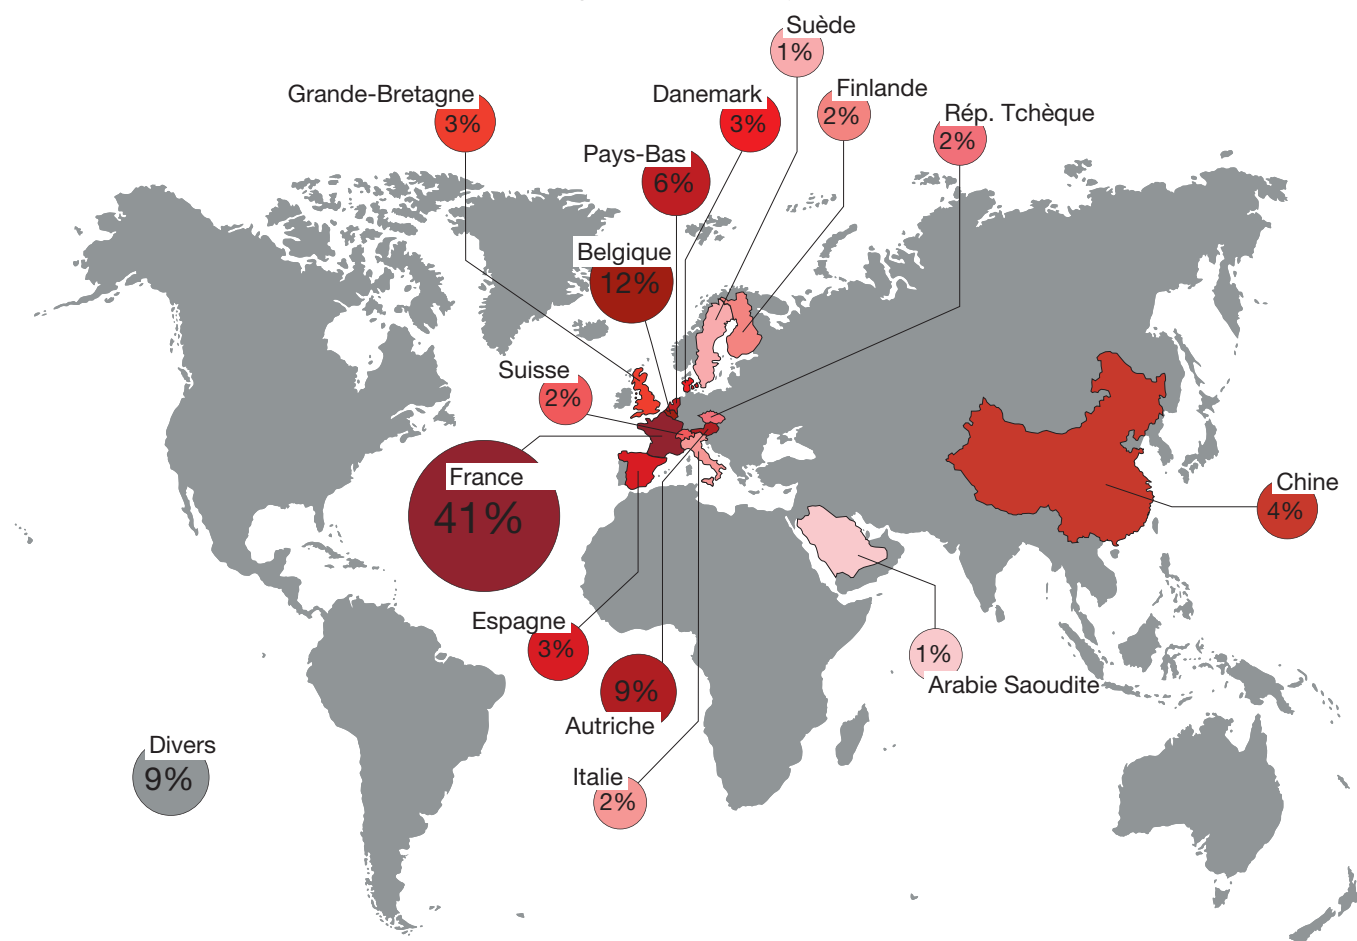 Suède
1%
Grande-Bretagne
3%
Danemark
3%
Finlande
2%
Rép. Tchèque
2%
Pays-Bas
6%
Belgique
12%
Suisse
2%
France
41%
Chine
4%
Espagne
3%
1%
Arabie Saoudite
9%
Autriche
Divers
9%
Italie
2%